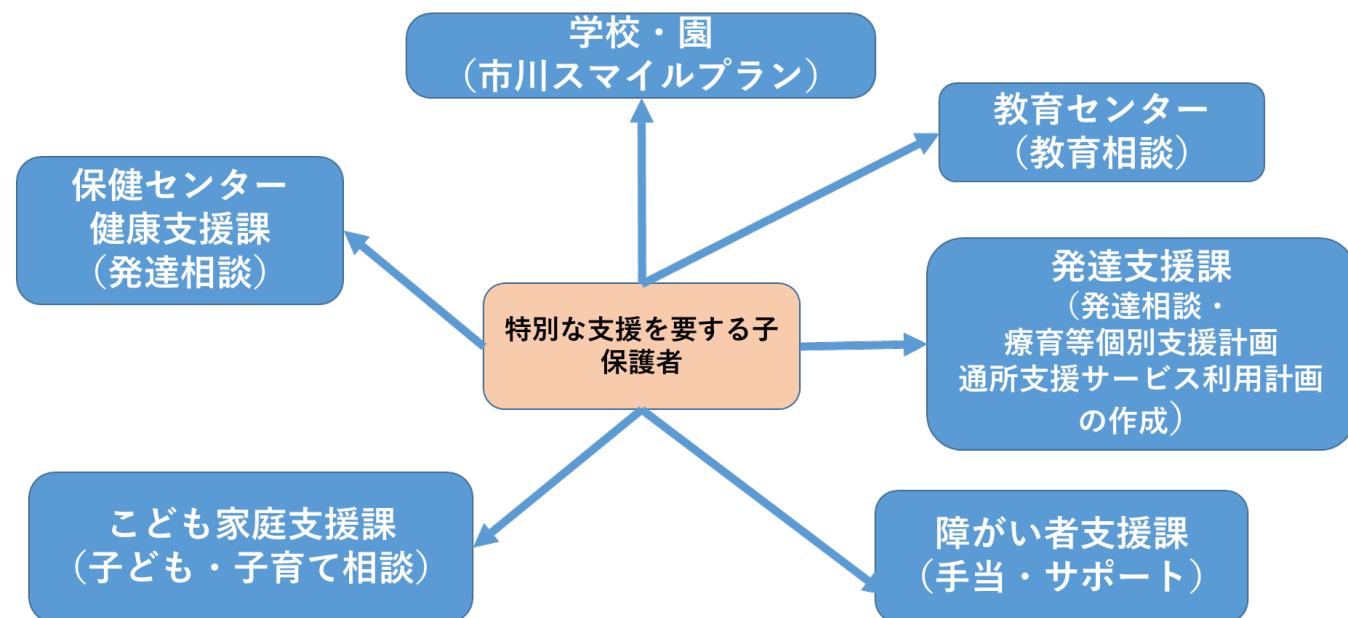 学校・園
（市川スマイルプラン）
教育センター
（教育相談）
保健センター
健康支援課
（発達相談）
発達支援課
（発達相談・
療育等個別支援計画
通所支援サービス利用計画
の作成）
特別な支援を要する子
保護者
こども家庭支援課
（子ども・子育て相談）
障がい者支援課
（手当・サポート）